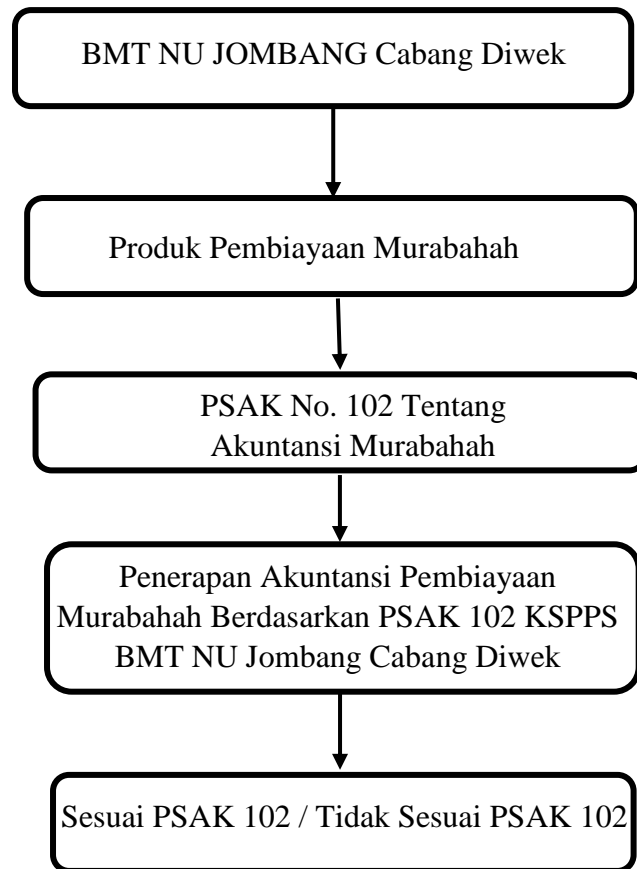 BMT NU JOMBANG Cabang Diwek
Produk Pembiayaan Murabahah
PSAK No. 102 Tentang
Akuntansi Murabahah
Penerapan Akuntansi Pembiayaan
Murabahah Berdasarkan PSAK 102 KSPPS
BMT NU Jombang Cabang Diwek
Sesuai PSAK 102 / Tidak Sesuai PSAK 102